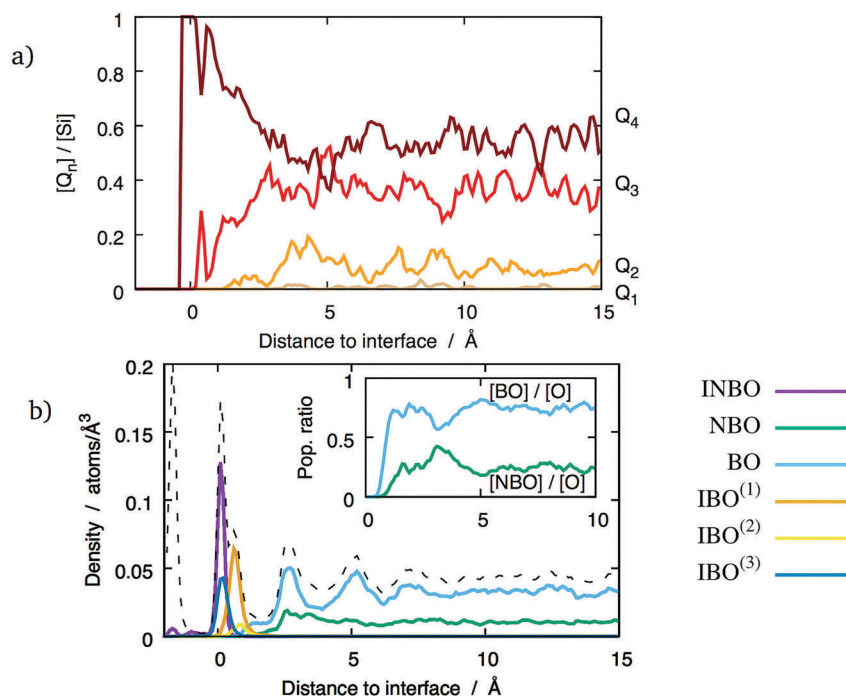 a)
1
0.8
0.6
0.4
0.2
0
[Qn] / [Si]
Q4
Q3
Q2
Q1
0 5 10 15
Distance to interface / Å
b)
0.2
0.15
0.1
0.05
0
Density / atoms/Å3
1
0.5
0
Pop. ratio
[BO] / [O]
[NBO] / [O]
0 5 10
0 5 10 15
Distance to interface / Å
INBO
NBO
BO
IBO(1)
IBO(2)
IBO(3)